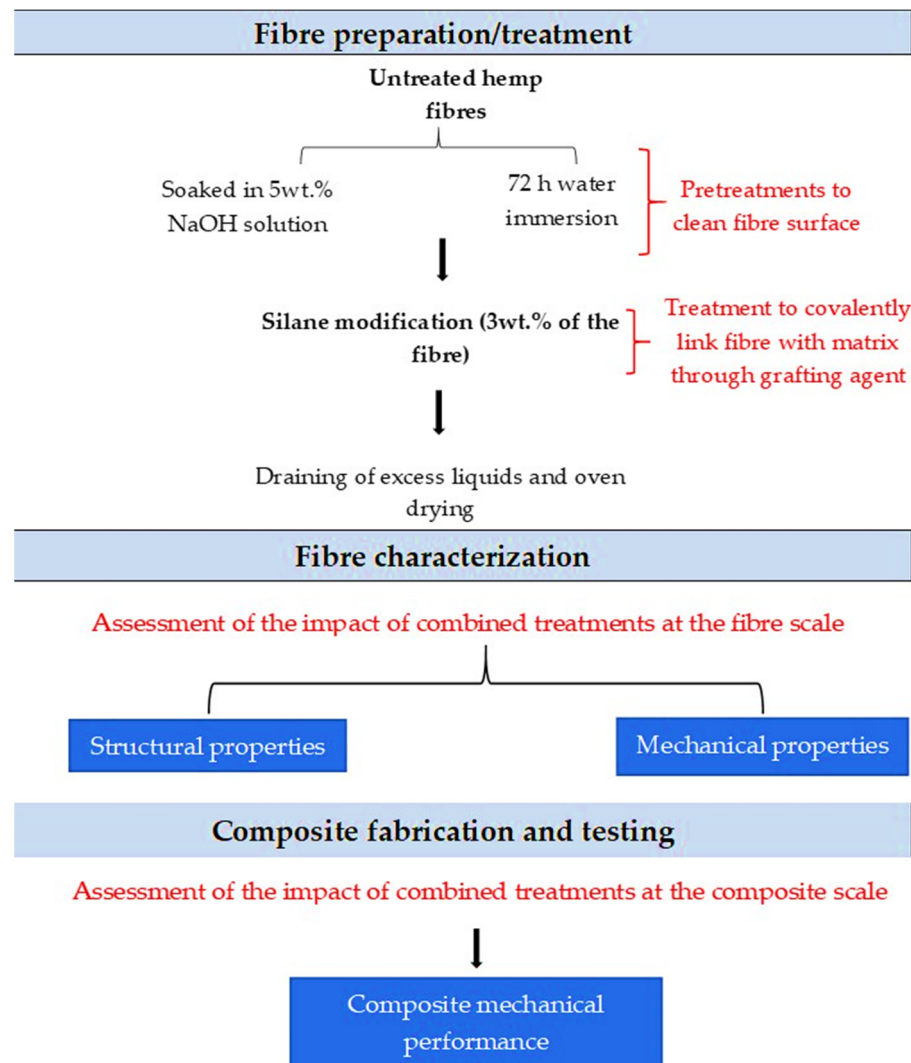 Fibre preparation/treatment
Untreated hemp
fibres
Soaked in 5wt.%
NaOH solution
72 h water
immersion
Pretreatments to
clean fibre surface
Silane modification (3wt.% of the
fibre)
Treatment to covalently
link fibre with matrix
through grafting agent
Draining of excess liquids and oven
drying
Fibre characterization
Assessment of the impact of combined treatments at the fibre scale
Structural properties
Mechanical properties
Composite fabrication and testing
Assessment of the impact of combined treatments at the composite scale
Composite mechanical
performance